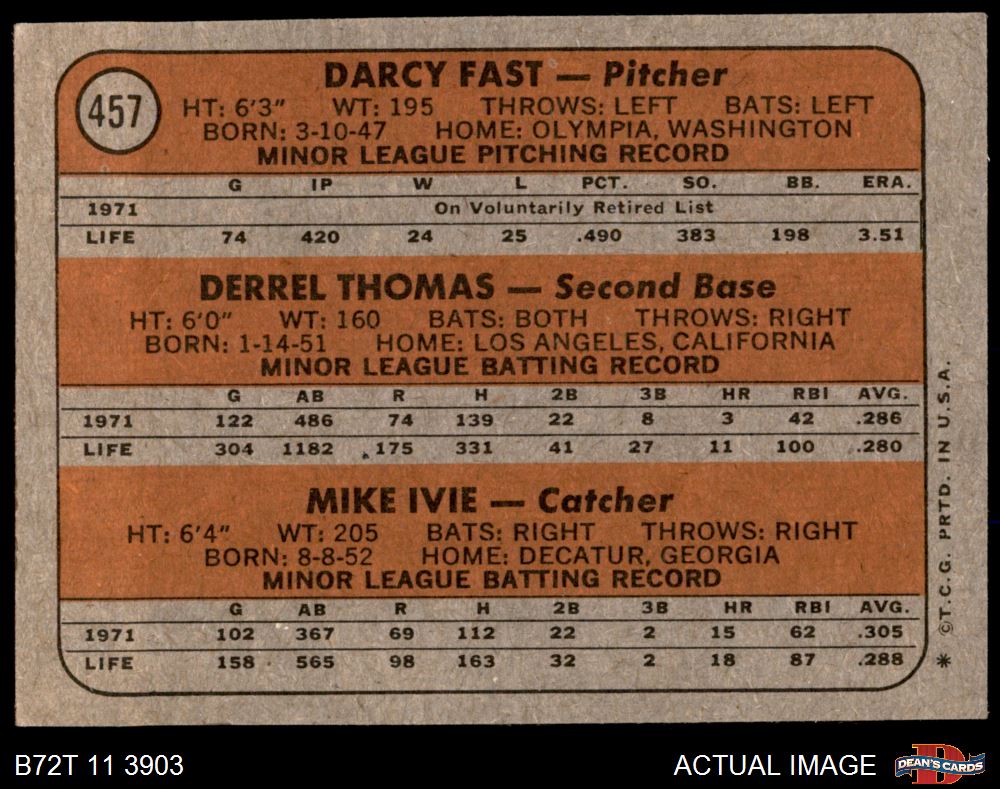 457
DARCY FAST — Pitcher
HT: 6'3" WT: 195 THROWS: LEFT BATS: LEFT
BORN: 3-10-47 HOME: OLYMPIA, WASHINGTON
MINOR LEAGUE PITCHING RECORD
G IP W L PCT. SO. BB. ERA.
1971 On Voluntarily Retired List
LIFE 74 420 24 25 .490 383 198 3.51
DERREL THOMAS — Second Base
HT: 6'0" WT: 160 BATS: BOTH THROWS: RIGHT
BORN: 1-14-51 HOME: LOS ANGELES, CALIFORNIA
MINOR LEAGUE BATTING RECORD
G AB R H 2B 3B HR RBI AVG.
1971 122 486 74 139 22 8 3 42 .286
LIFE 304 1182 175 331 41 27 11 100 .280
MIKE IVIE — Catcher
HT: 6'4" WT: 205 BATS: RIGHT THROWS: RIGHT
BORN: 8-8-52 HOME: DECATUR, GEORGIA
MINOR LEAGUE BATTING RECORD
G AB R H 2B 3B HR RBI AVG.
1971 102 367 69 112 22 2 15 62 .305
LIFE 158 565 98 163 32 2 18 87 .288
* ©T.C.G. PRTD. IN U.S.A.
B72T 11 3903 ACTUAL IMAGE
DEAN'S CARDS